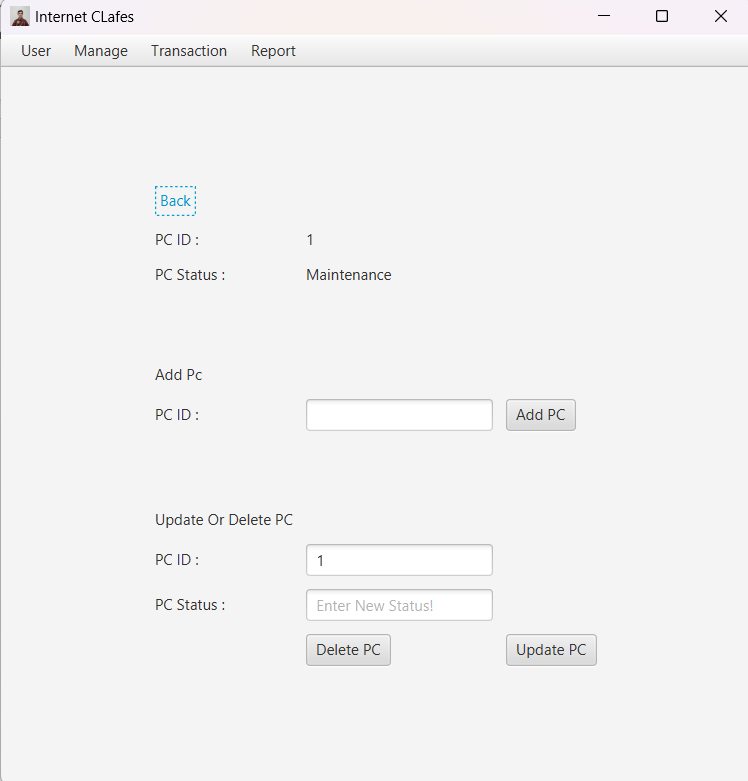 Internet CLafes
User Manage Transaction Report
Back
PC ID : 1
PC Status : Maintenance
Add Pc
PC ID : Add PC
Update Or Delete PC
PC ID : 1
PC Status : Enter New Status!
Delete PC Update PC